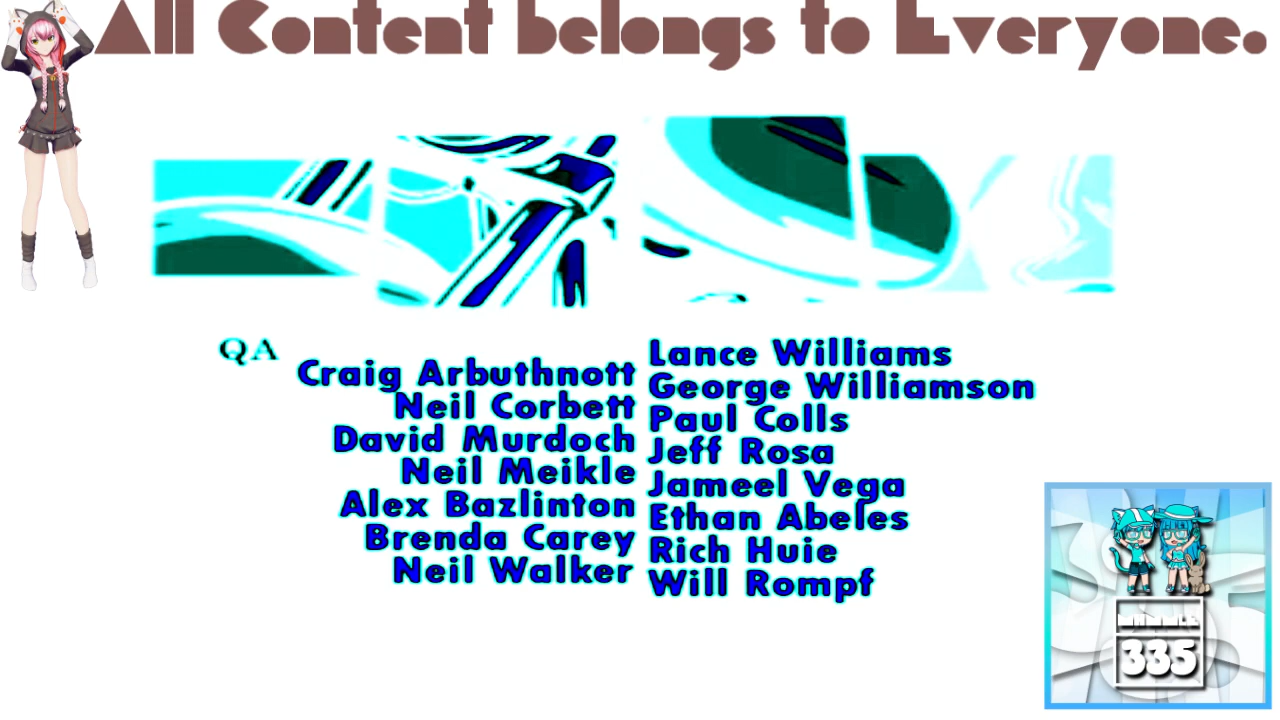 All Content belongs to Everyone.
QA
Craig Arbuthnott
Neil Corbett
David Murdoch
Neil Meikle
Alex Bazlinton
Brenda Carey
Neil Walker
Lance Williams
George Williamson
Paul Colls
Jeff Rosa
Jameel Vega
Ethan Abeles
Rich Huie
Will Rompf
335